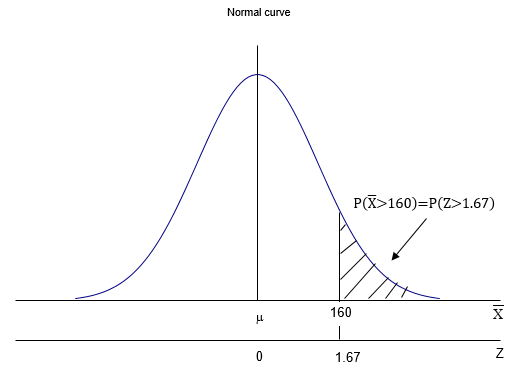 Normal curve
P(X̅>160)=P(Z>1.67)
μ 160 X̅
0 1.67 Z